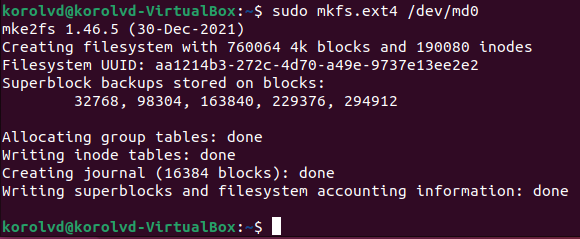 korolvd@korolvd-VirtualBox:~$ sudo mkfs.ext4 /dev/md0
mke2fs 1.46.5 (30-Dec-2021)
Creating filesystem with 760064 4k blocks and 190080 inodes
Filesystem UUID: aa1214b3-272c-4d70-a49e-9737e13ee2e2
Superblock backups stored on blocks:
        32768, 98304, 163840, 229376, 294912

Allocating group tables: done
Writing inode tables: done
Creating journal (16384 blocks): done
Writing superblocks and filesystem accounting information: done

korolvd@korolvd-VirtualBox:~$